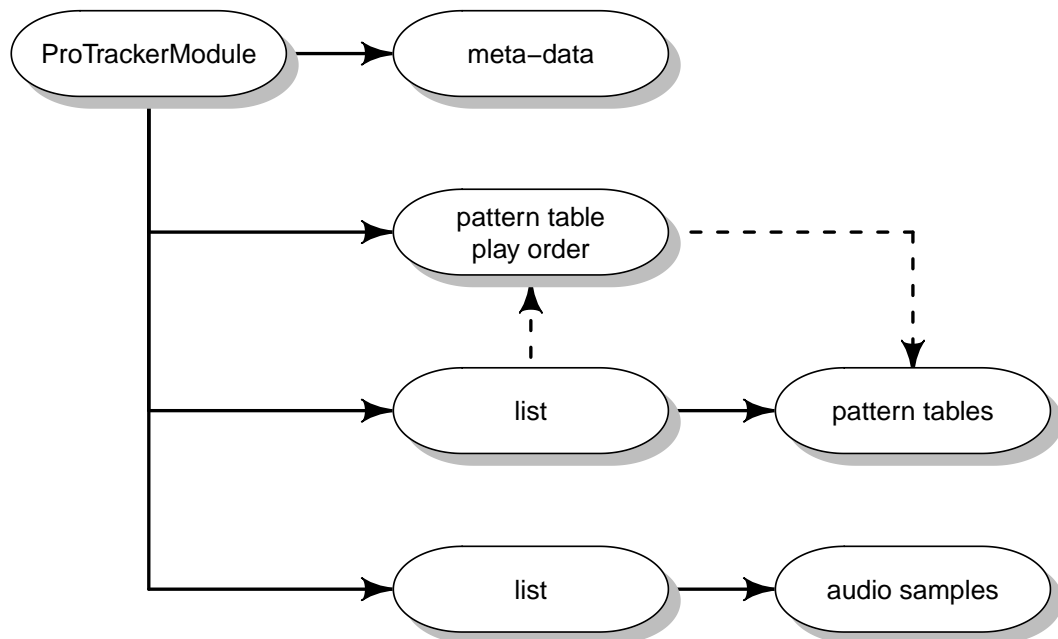 ProTrackerModule
meta−data
pattern table
play order
list
pattern tables
list
audio samples